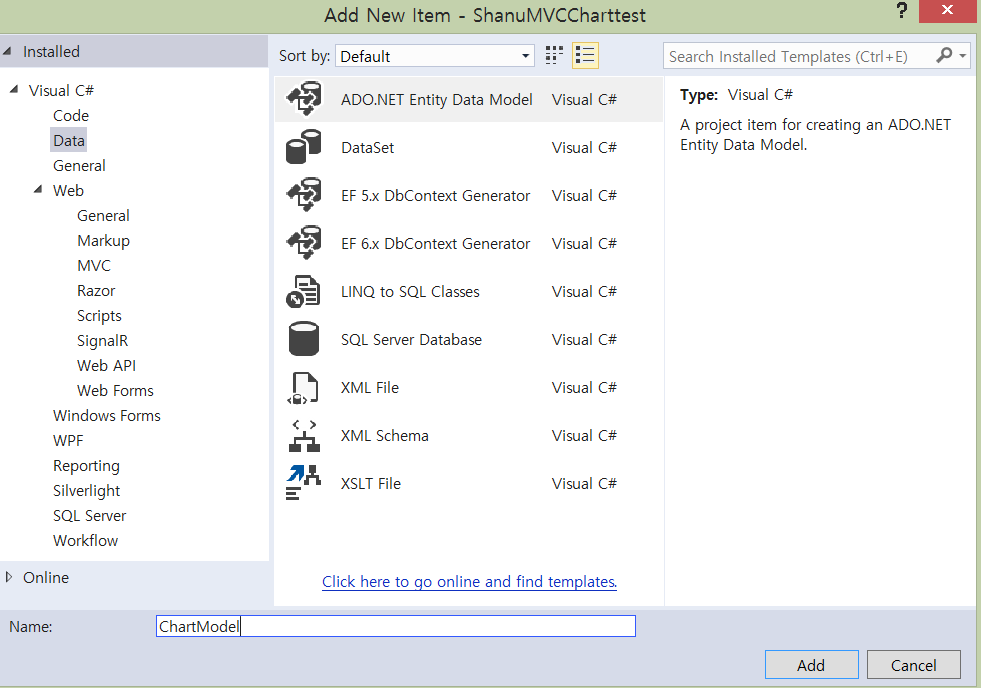 Add New Item - ShanuMVCCharttest
?
Installed
Sort by: Default
Search Installed Templates (Ctrl+E)
Visual C#
Code
Data
General
Web
General
Markup
MVC
Razor
Scripts
SignalR
Web API
Web Forms
Windows Forms
WPF
Reporting
Silverlight
SQL Server
Workflow
Online
ADO.NET Entity Data Model Visual C#
DataSet Visual C#
EF 5.x DbContext Generator Visual C#
EF 6.x DbContext Generator Visual C#
LINQ to SQL Classes Visual C#
SQL Server Database Visual C#
XML File Visual C#
XML Schema Visual C#
XSLT File Visual C#
Click here to go online and find templates.
Type: Visual C#
A project item for creating an ADO.NET
Entity Data Model.
Name: ChartModel
Add Cancel